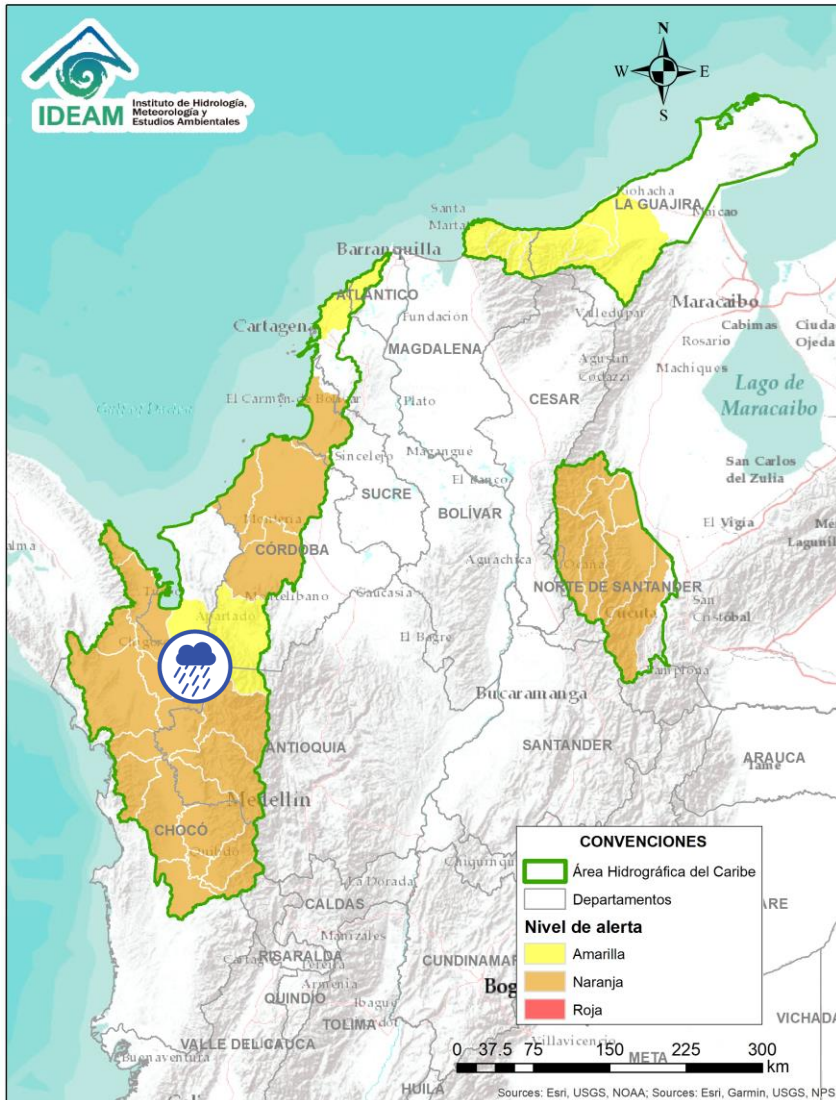 IDEAM
Instituto de Hidrología,
Meteorología y
Estudios Ambientales
N
W
E
S
Riohacha
LA GUAJIRA
Maicao
Santa
Marta
Barranquilla
ATLÁNTICO
Cartagena
Fundación
Valledupar
Maracaibo
Cabimas
Ciudad
Ojeda
Rosario
Machiques
MAGDALENA
Agustín
Codazzi
CESAR
Lago de
Maracaibo
El Carmen de Bolívar
Plato
Sincelejo
Magangué
El Banco
San Carlos
del Zulia
SUCRE
BOLÍVAR
Montería
CÓRDOBA
El Vigía
Aguachica
Ocaña
NORTE DE SANTANDER
Montelíbano
Caucasia
Apartadó
El Bagre
Cúcuta
San
Cristóbal
Pamplona
Bucaramanga
ANTIOQUIA
SANTANDER
ARAUCA
Tame
Medellín
CHOCÓ
Quibdó
La Dorada
CALDAS
Manizales
RISARALDA
Pereira
Armenia
QUINDÍO
Ibagué
TOLIMA
CUNDINAMAR
Bog
VICHADA
VALLE DEL CAUCA
Buenaventura
Villavicencio
META
HUILA
CONVENCIONES
Área Hidrográfica del Caribe
Departamentos
Nivel de alerta
Amarilla
Naranja
Roja
0 37.5 75 150 225 300
km
Sources: Esri, USGS, NOAA; Sources: Esri, Garmin, USGS, NPS